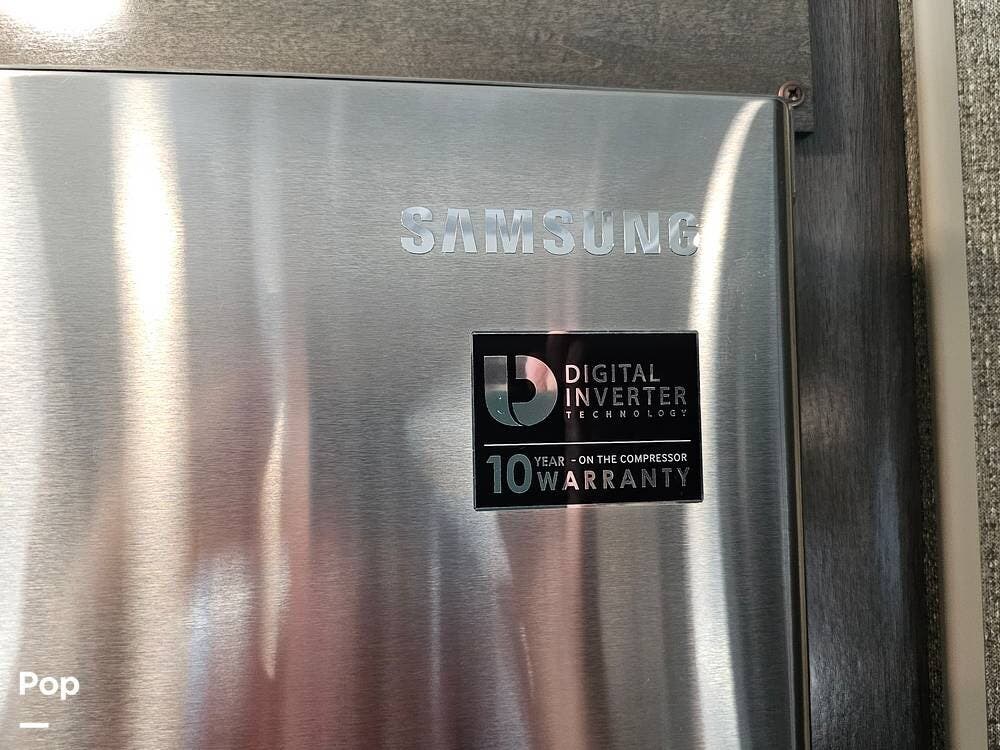 SAMSUNG
DIGITAL
INVERTER
TECHNOLOGY
10 YEAR - ON THE COMPRESSOR
WARRANTY
Pop